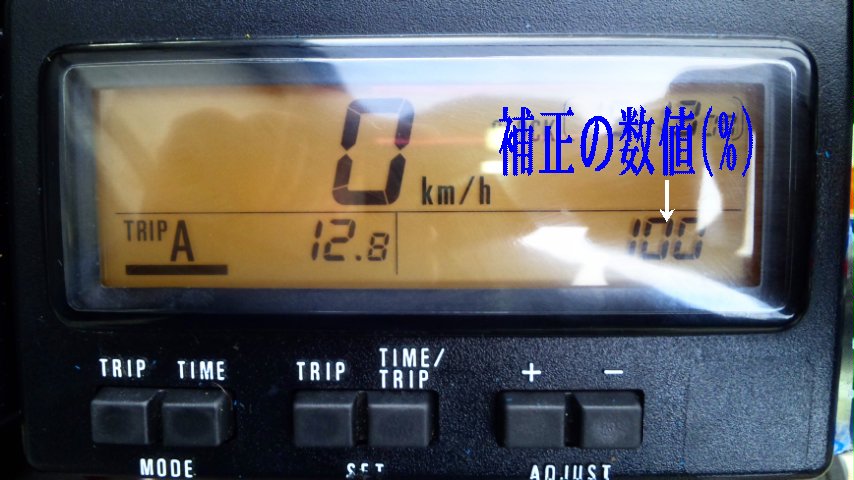 補正の数値(%)
0 km/h
TRIP A 12.8 100
TRIP TIME TRIP TIME/TRIP + −
MODE SET ADJUST